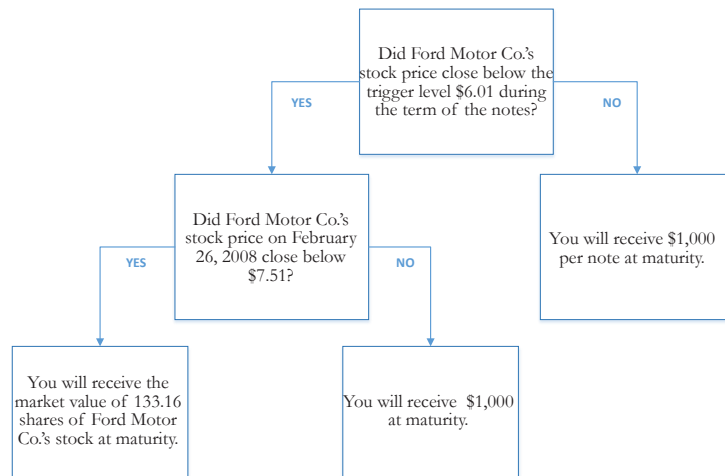 Did Ford Motor Co.'s
stock price close below the
trigger level $6.01 during
the term of the notes?
YES
NO
Did Ford Motor Co.'s
stock price on February
26, 2008 close below
$7.51?
You will receive $1,000
per note at maturity.
YES
NO
You will receive the
market value of 133.16
shares of Ford Motor
Co.'s stock at maturity.
You will receive $1,000
at maturity.